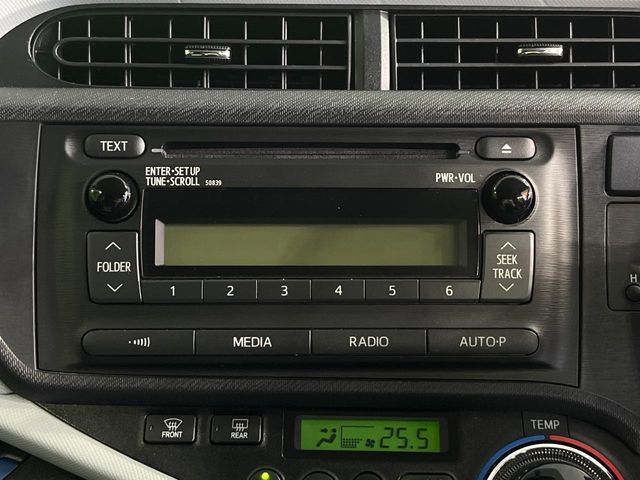 TEXT
ENTER·SETUP
TUNE·SCROLL 50839
PWR·VOL
FOLDER
SEEK
TRACK
1 2 3 4 5 6
MEDIA RADIO AUTO·P
H
FRONT REAR
25.5
TEMP